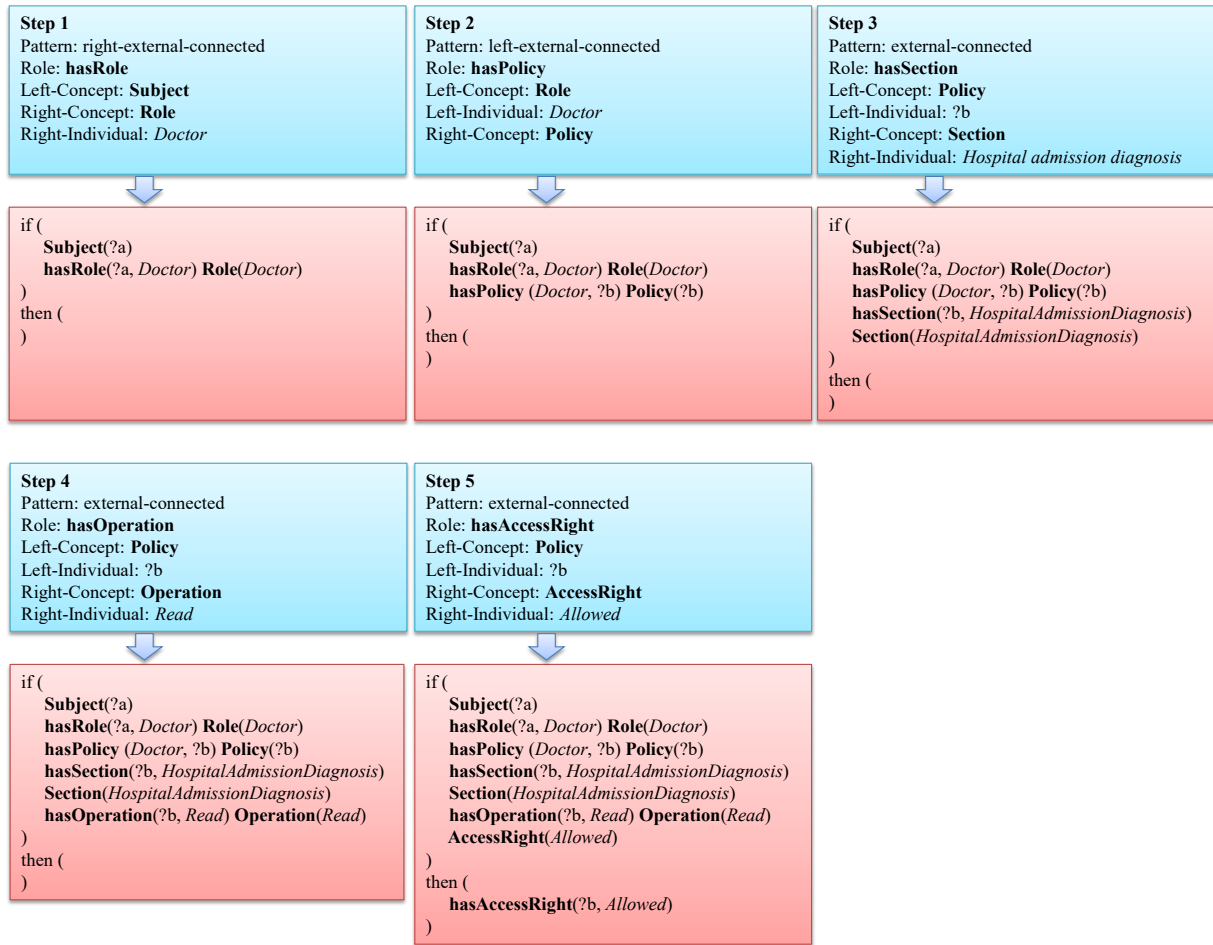 Step 1
Pattern: right-external-connected
Role: hasRole
Left-Concept: Subject
Right-Concept: Role
Right-Individual: Doctor
if (
Subject(?a)
hasRole(?a, Doctor) Role(Doctor)
)
then (
)
Step 2
Pattern: left-external-connected
Role: hasPolicy
Left-Concept: Role
Left-Individual: Doctor
Right-Concept: Policy
if (
Subject(?a)
hasRole(?a, Doctor) Role(Doctor)
hasPolicy (Doctor, ?b) Policy(?b)
)
then (
)
Step 3
Pattern: external-connected
Role: hasSection
Left-Concept: Policy
Left-Individual: ?b
Right-Concept: Section
Right-Individual: Hospital admission diagnosis
if (
Subject(?a)
hasRole(?a, Doctor) Role(Doctor)
hasPolicy (Doctor, ?b) Policy(?b)
hasSection(?b, HospitalAdmissionDiagnosis)
Section(HospitalAdmissionDiagnosis)
)
then (
)
Step 4
Pattern: external-connected
Role: hasOperation
Left-Concept: Policy
Left-Individual: ?b
Right-Concept: Operation
Right-Individual: Read
if (
Subject(?a)
hasRole(?a, Doctor) Role(Doctor)
hasPolicy (Doctor, ?b) Policy(?b)
hasSection(?b, HospitalAdmissionDiagnosis)
Section(HospitalAdmissionDiagnosis)
hasOperation(?b, Read) Operation(Read)
)
then (
)
Step 5
Pattern: external-connected
Role: hasAccessRight
Left-Concept: Policy
Left-Individual: ?b
Right-Concept: AccessRight
Right-Individual: Allowed
if (
Subject(?a)
hasRole(?a, Doctor) Role(Doctor)
hasPolicy (Doctor, ?b) Policy(?b)
hasSection(?b, HospitalAdmissionDiagnosis)
Section(HospitalAdmissionDiagnosis)
hasOperation(?b, Read) Operation(Read)
AccessRight(Allowed)
)
then (
hasAccessRight(?b, Allowed)
)